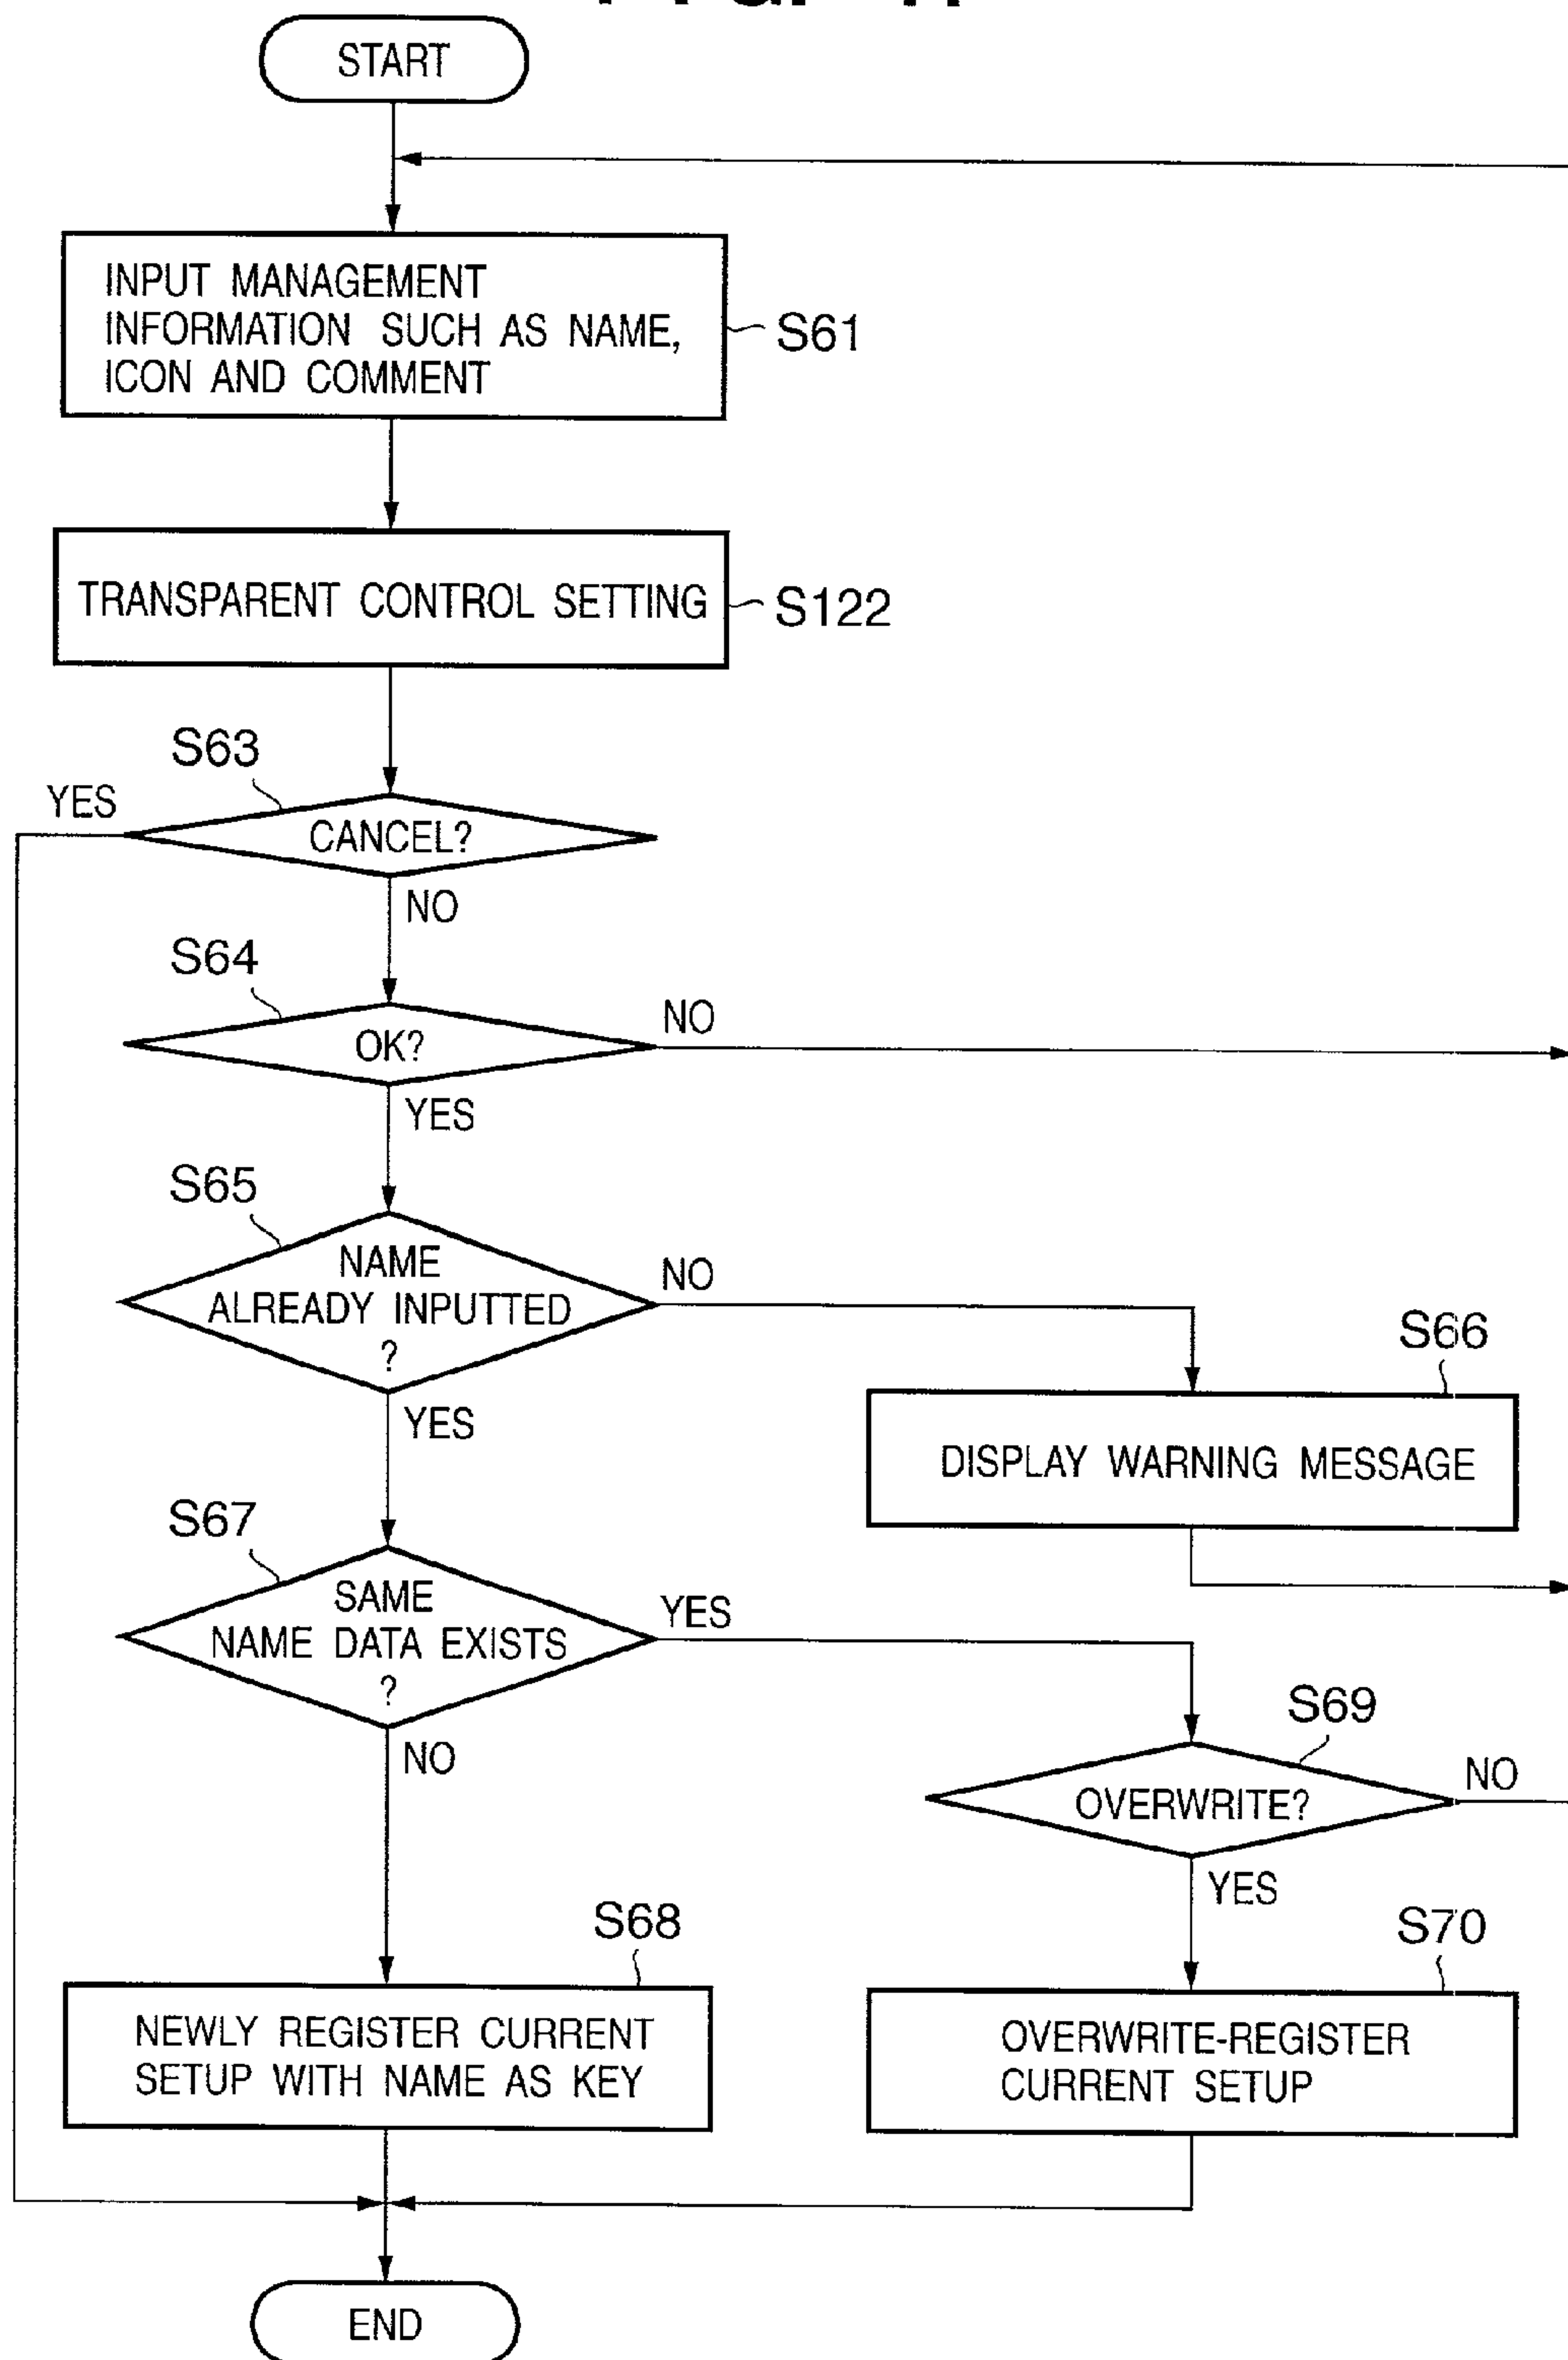 START
INPUT MANAGEMENT
INFORMATION SUCH AS NAME,
ICON AND COMMENT
S61
TRANSPARENT CONTROL SETTING
S122
S63
YES
CANCEL?
NO
S64
OK?
NO
YES
S65
NAME
ALREADY INPUTTED
?
NO
YES
S66
DISPLAY WARNING MESSAGE
S67
SAME
NAME DATA EXISTS
?
YES
NO
S69
OVERWRITE?
NO
YES
S68
NEWLY REGISTER CURRENT
SETUP WITH NAME AS KEY
S70
OVERWRITE-REGISTER
CURRENT SETUP
END